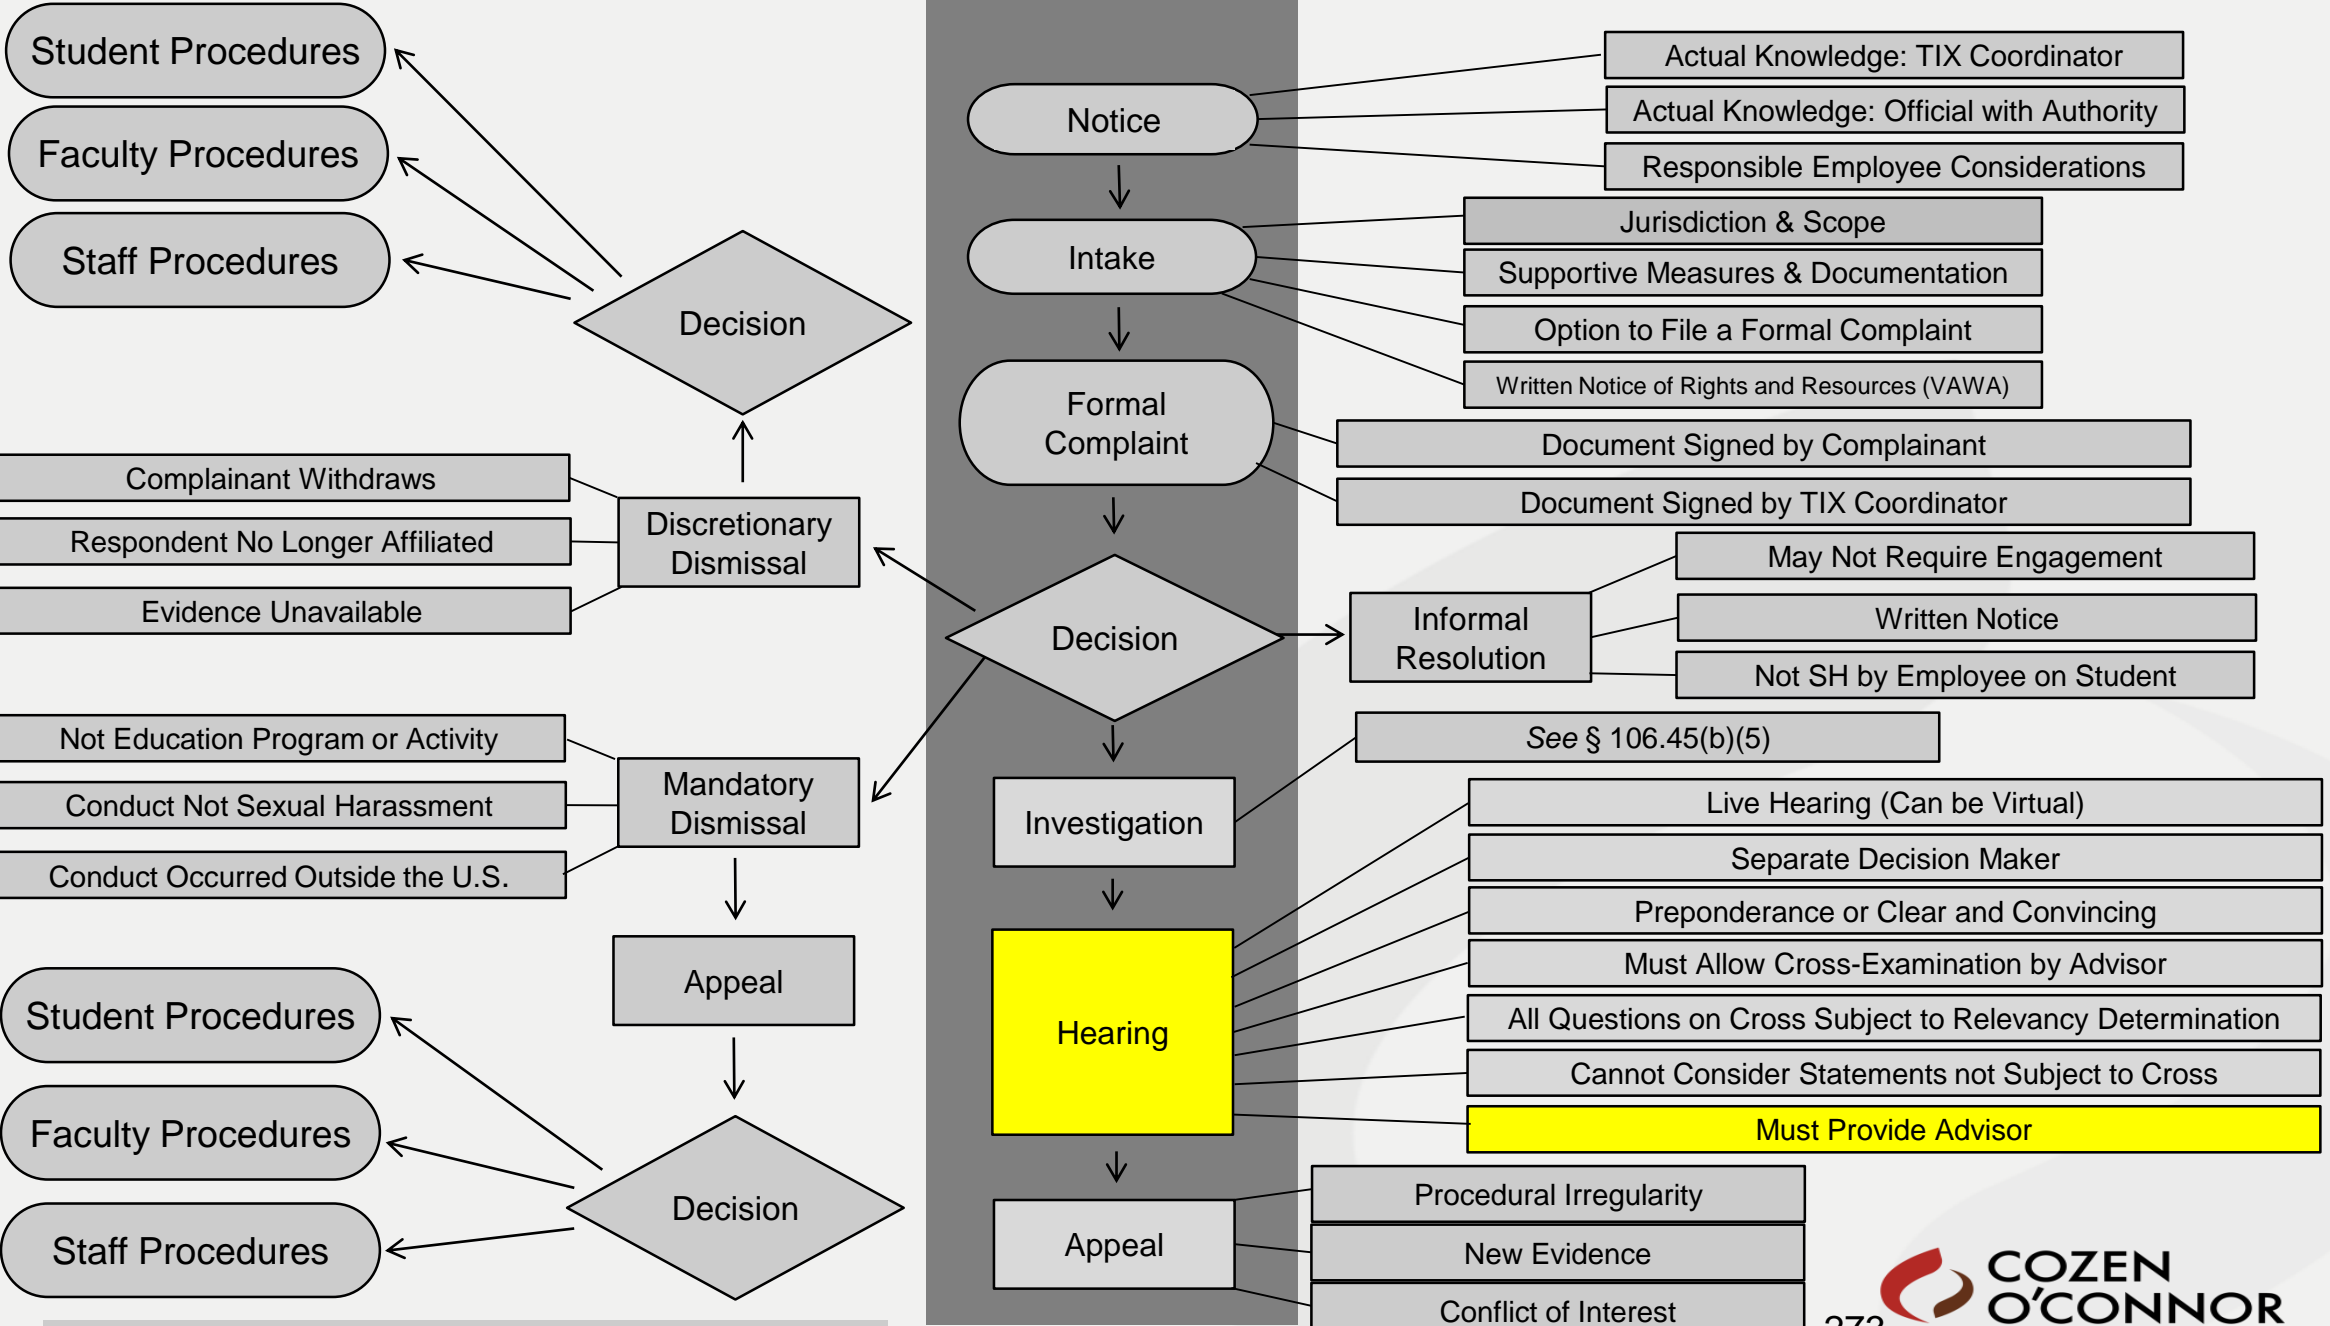 Student Procedures
Faculty Procedures
Staff Procedures
Decision
Complainant Withdraws
Respondent No Longer Affiliated
Evidence Unavailable
Discretionary
Dismissal
Not Education Program or Activity
Conduct Not Sexual Harassment
Conduct Occurred Outside the U.S.
Mandatory
Dismissal
Appeal
Student Procedures
Faculty Procedures
Staff Procedures
Decision
Notice
Actual Knowledge: TIX Coordinator
Actual Knowledge: Official with Authority
Responsible Employee Considerations
Intake
Jurisdiction & Scope
Supportive Measures & Documentation
Option to File a Formal Complaint
Written Notice of Rights and Resources (VAWA)
Formal
Complaint
Document Signed by Complainant
Document Signed by TIX Coordinator
Decision
Informal
Resolution
May Not Require Engagement
Written Notice
Not SH by Employee on Student
Investigation
See § 106.45(b)(5)
Hearing
Live Hearing (Can be Virtual)
Separate Decision Maker
Preponderance or Clear and Convincing
Must Allow Cross-Examination by Advisor
All Questions on Cross Subject to Relevancy Determination
Cannot Consider Statements not Subject to Cross
Must Provide Advisor
Appeal
Procedural Irregularity
New Evidence
Conflict of Interest
COZEN
O'CONNOR